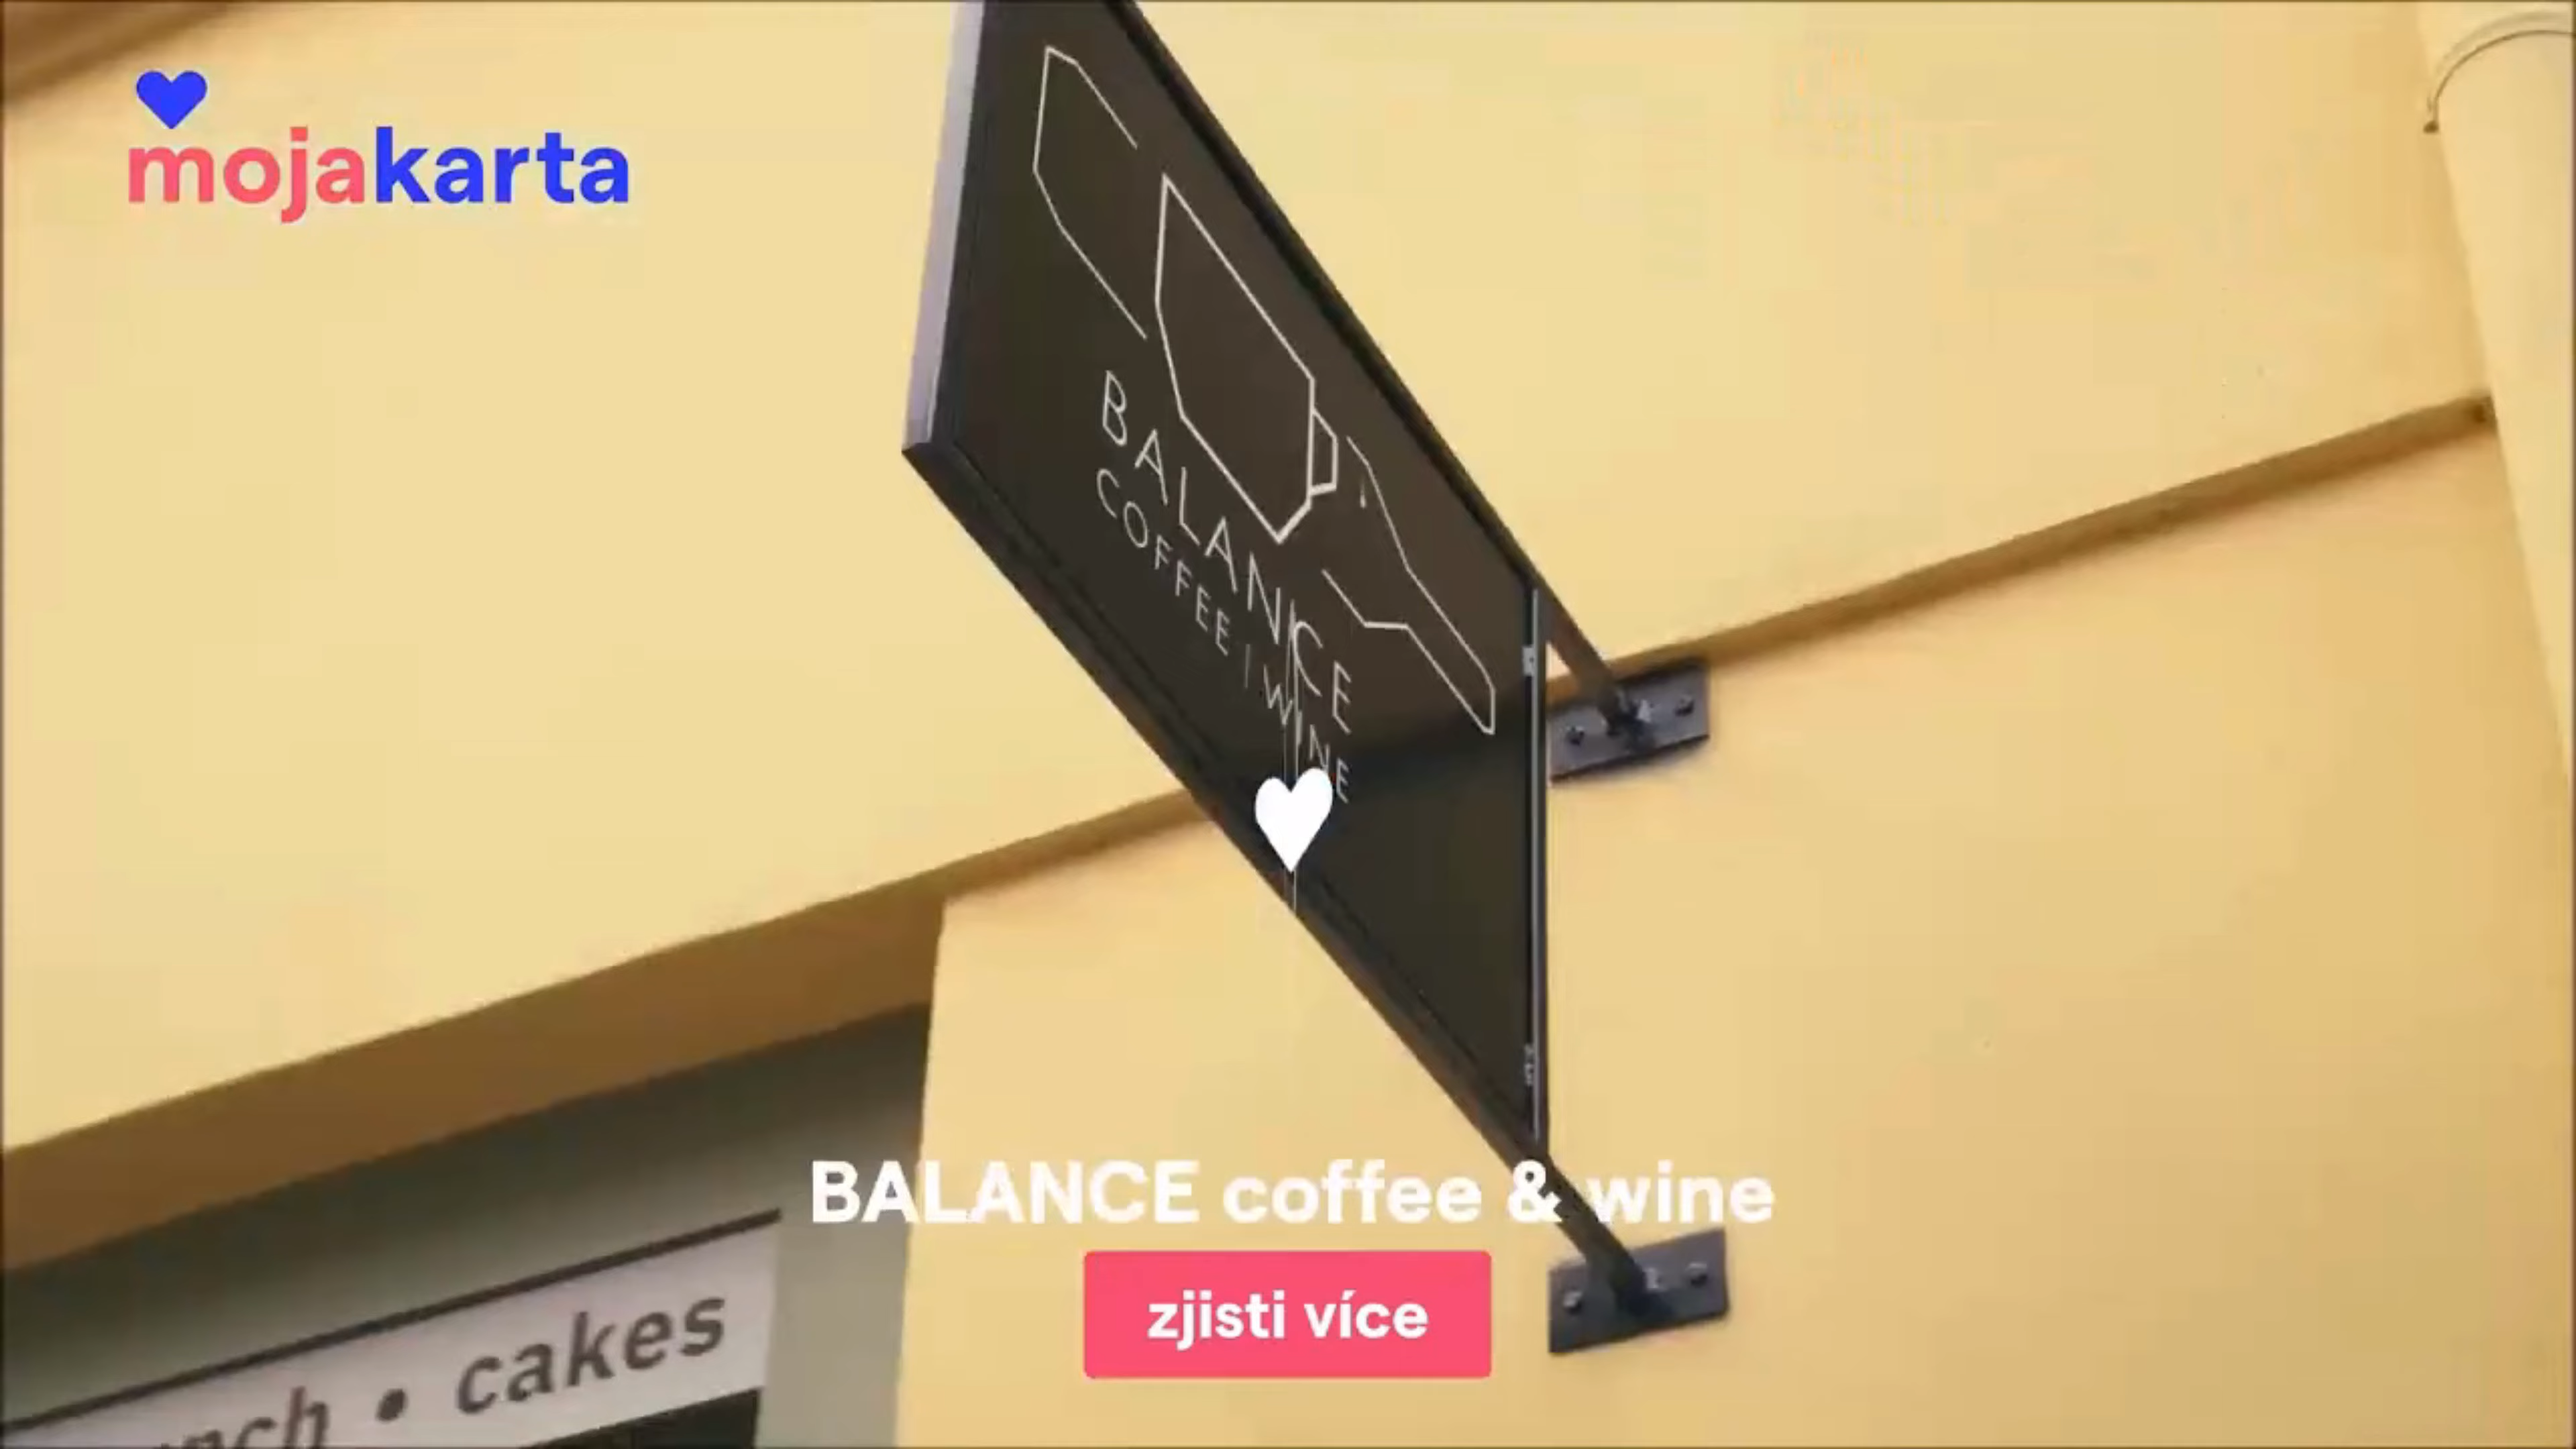 mojakarta
BALANCE
COFFEE | WINE
BALANCE coffee & wine
zjisti více
• cakes